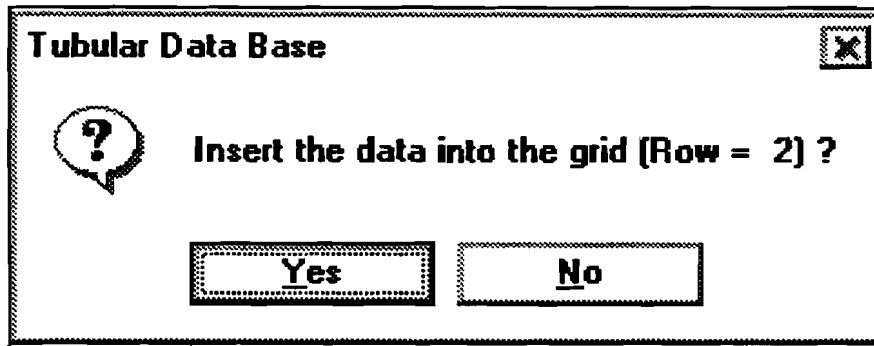 Tubular Data Base
Insert the data into the grid (Row = 2) ?
Yes
No